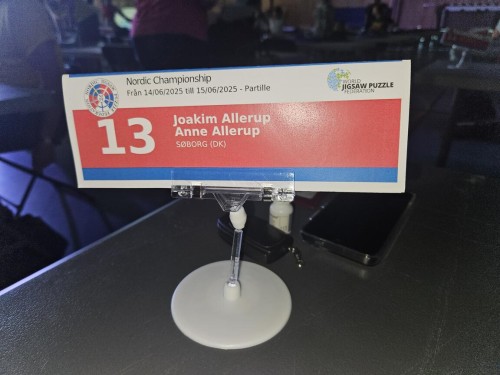 Nordic Championship
Från 14/06/2025 till 15/06/2025 - Partille
WORLD
JIGSAW PUZZLE
FEDERATION
13
Joakim Allerup
Anne Allerup
SØBORG (DK)